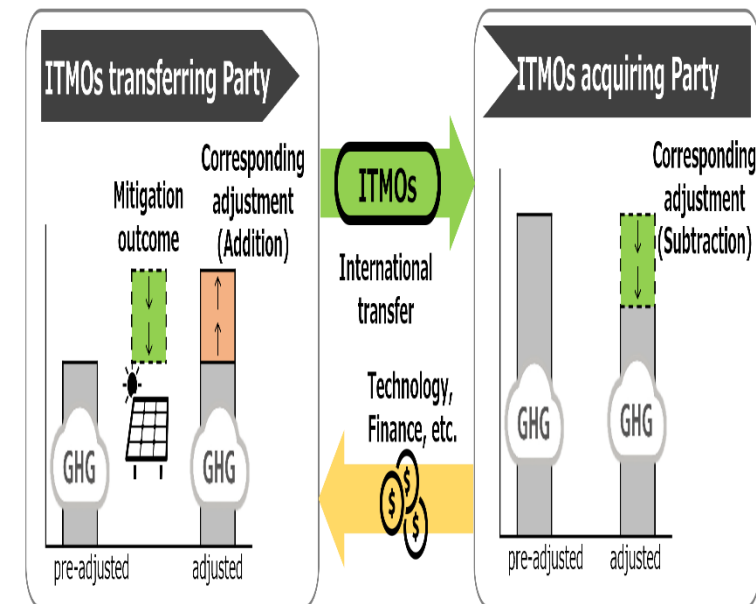 ITMOs transferring Party
Mitigation
outcome
Corresponding
adjustment
(Addition)
GHG
GHG
pre-adjusted
adjusted
ITMOs
International
transfer
Technology,
Finance, etc.
$
$
$
ITMOs acquiring Party
Corresponding
adjustment
(Subtraction)
GHG
GHG
pre-adjusted
adjusted